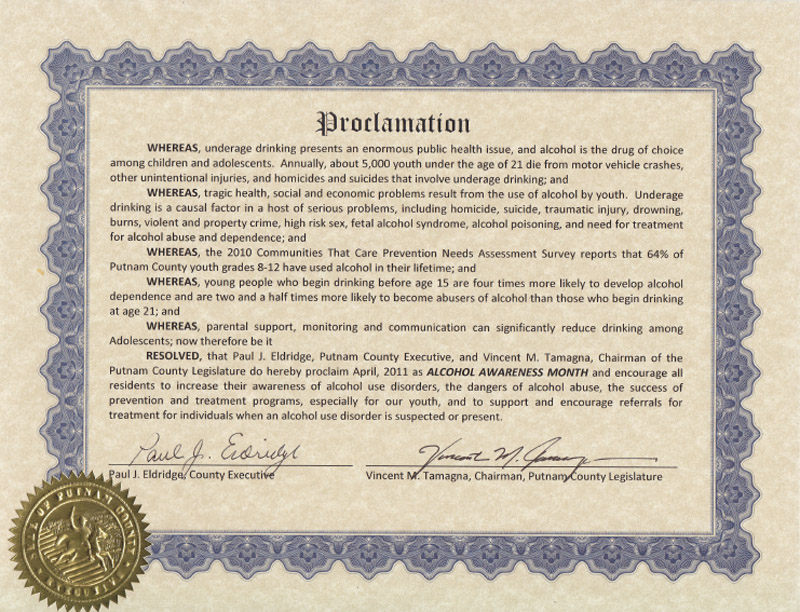 Proclamation
WHEREAS, underage drinking presents an enormous public health issue, and alcohol is the drug of choice
among children and adolescents. Annually, about 5,000 youth under the age of 21 die from motor vehicle crashes,
other unintentional injuries, and homicides and suicides that involve underage drinking; and
WHEREAS, tragic health, social and economic problems result from the use of alcohol by youth. Underage
drinking is a causal factor in a host of serious problems, including homicide, suicide, traumatic injury, drowning,
burns, violent and property crime, high risk sex, fetal alcohol syndrome, alcohol poisoning, and need for treatment
for alcohol abuse and dependence; and
WHEREAS, the 2010 Communities That Care Prevention Needs Assessment Survey reports that 64% of
Putnam County youth grades 8-12 have used alcohol in their lifetime; and
WHEREAS, young people who begin drinking before age 15 are four times more likely to develop alcohol
dependence and are two and a half times more likely to become abusers of alcohol than those who begin drinking
at age 21; and
WHEREAS, parental support, monitoring and communication can significantly reduce drinking among
Adolescents; now therefore be it
RESOLVED, that Paul J. Eldridge, Putnam County Executive, and Vincent M. Tamagna, Chairman of the
Putnam County Legislature do hereby proclaim April, 2011 as ALCOHOL AWARENESS MONTH and encourage all
residents to increase their awareness of alcohol use disorders, the dangers of alcohol abuse, the success of
prevention and treatment programs, especially for our youth, and to support and encourage referrals for
treatment for individuals when an alcohol use disorder is suspected or present.
Paul J. Eldridge
Vincent M. Tamagna
Paul J. Eldridge, County Executive
Vincent M. Tamagna, Chairman, Putnam County Legislature
SEAL OF PUTNAM COUNTY
EXECUTIVE